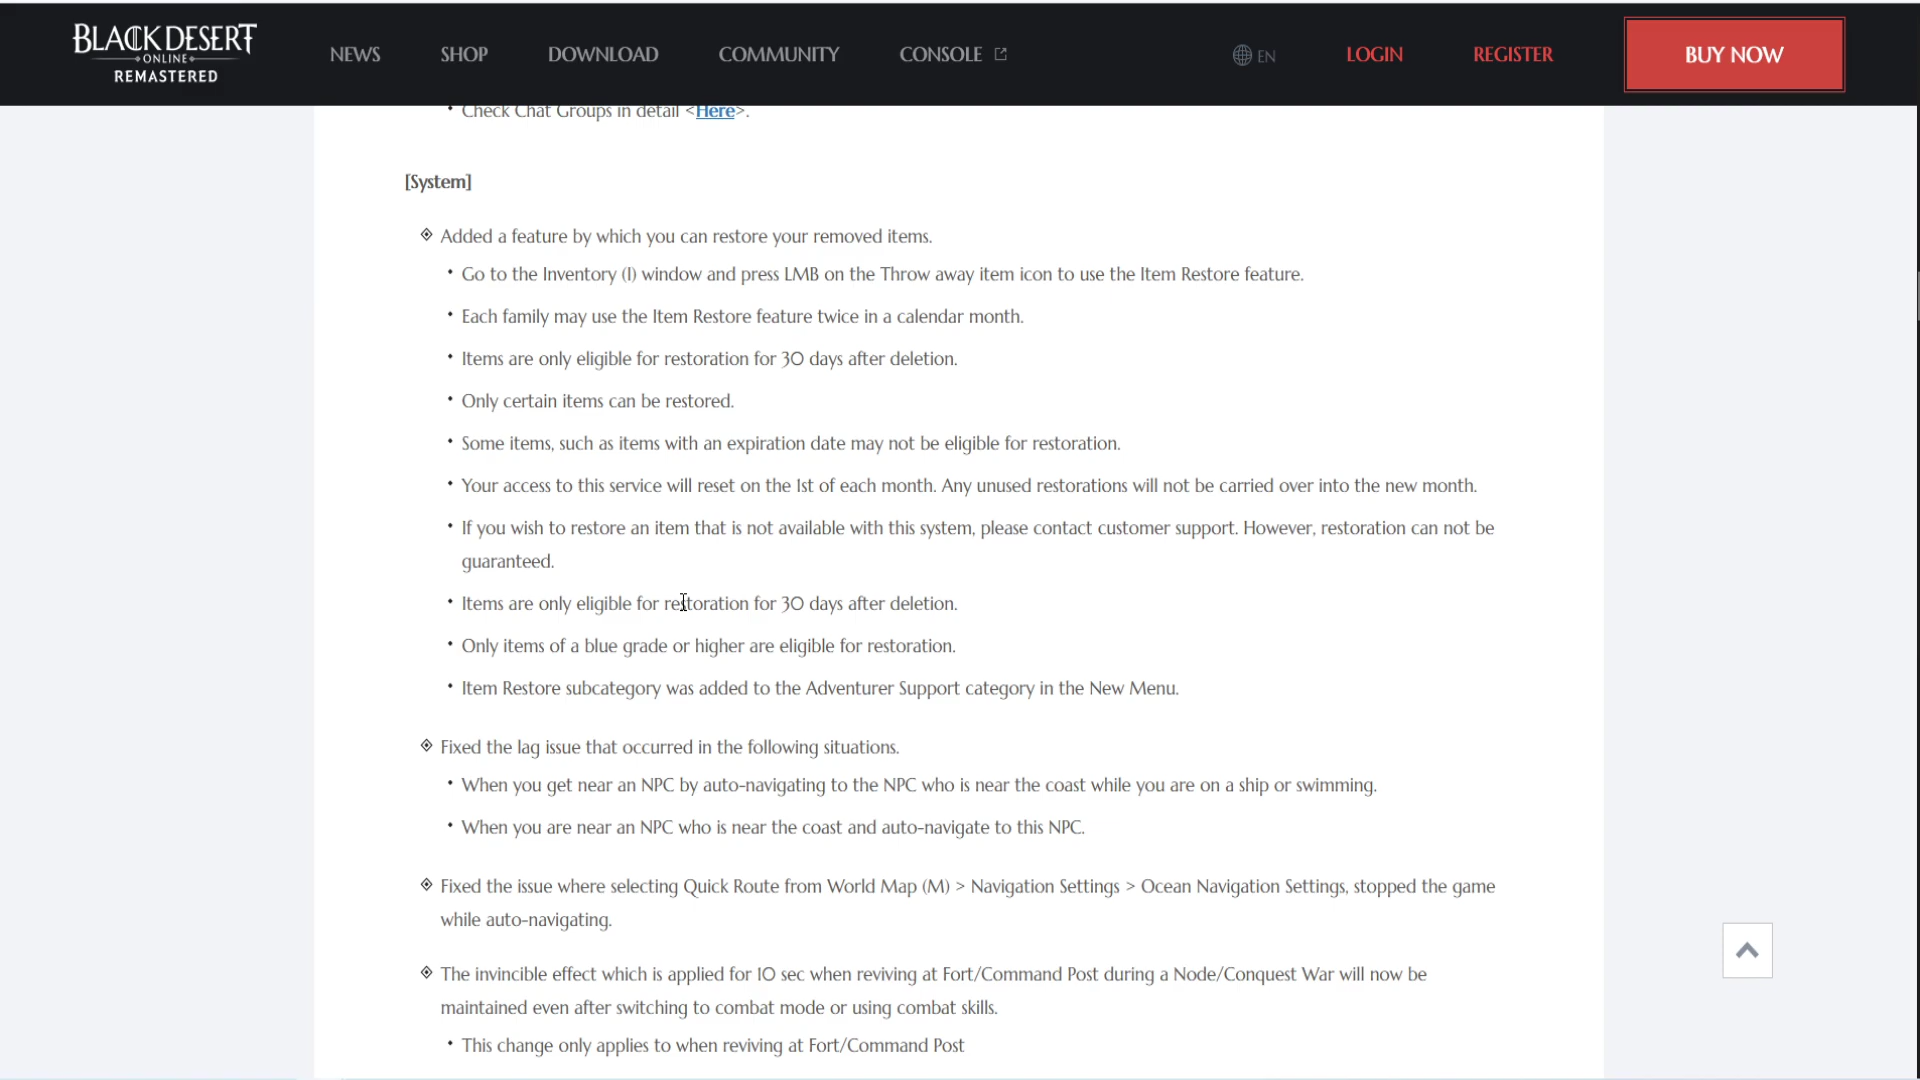 BLACK DESERT
ONLINE
REMASTERED
NEWS
SHOP
DOWNLOAD
COMMUNITY
CONSOLE
EN
LOGIN
REGISTER
BUY NOW
• Check Chat Groups in detail <Here>.
[System]
Added a feature by which you can restore your removed items.
• Go to the Inventory (I) window and press LMB on the Throw away item icon to use the Item Restore feature.
• Each family may use the Item Restore feature twice in a calendar month.
• Items are only eligible for restoration for 30 days after deletion.
• Only certain items can be restored.
• Some items, such as items with an expiration date may not be eligible for restoration.
• Your access to this service will reset on the 1st of each month. Any unused restorations will not be carried over into the new month.
• If you wish to restore an item that is not available with this system, please contact customer support. However, restoration can not be
guaranteed.
• Items are only eligible for restoration for 30 days after deletion.
• Only items of a blue grade or higher are eligible for restoration.
• Item Restore subcategory was added to the Adventurer Support category in the New Menu.
Fixed the lag issue that occurred in the following situations.
• When you get near an NPC by auto-navigating to the NPC who is near the coast while you are on a ship or swimming.
• When you are near an NPC who is near the coast and auto-navigate to this NPC.
Fixed the issue where selecting Quick Route from World Map (M) > Navigation Settings > Ocean Navigation Settings, stopped the game
while auto-navigating.
The invincible effect which is applied for 10 sec when reviving at Fort/Command Post during a Node/Conquest War will now be
maintained even after switching to combat mode or using combat skills.
• This change only applies to when reviving at Fort/Command Post